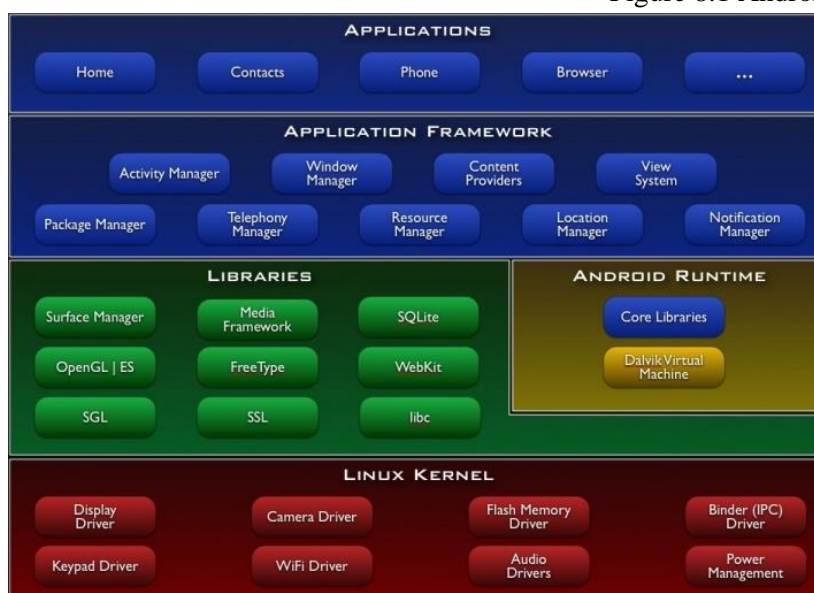 Figure 8.1 Andro
APPLICATIONS
Home
Contacts
Phone
Browser
...
APPLICATION FRAMEWORK
Activity Manager
Window
Manager
Content
Providers
View
System
Package Manager
Telephony
Manager
Resource
Manager
Location
Manager
Notification
Manager
LIBRARIES
Surface Manager
Media
Framework
SQLite
OpenGL | ES
FreeType
WebKit
SGL
SSL
libc
ANDROID RUNTIME
Core Libraries
Dalvik Virtual
Machine
LINUX KERNEL
Display
Driver
Camera Driver
Flash Memory
Driver
Binder (IPC)
Driver
Keypad Driver
WiFi Driver
Audio
Drivers
Power
Management